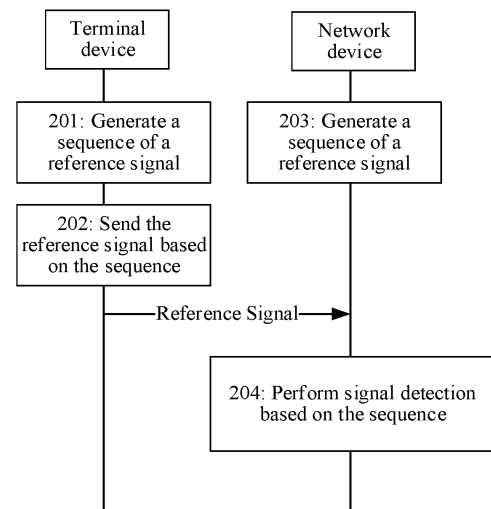 Terminal
device
Network
device
201: Generate a
sequence of a
reference signal
203: Generate a
sequence of a
reference signal
202: Send the
reference signal based
on the sequence
Reference Signal
204: Perform signal detection
based on the sequence